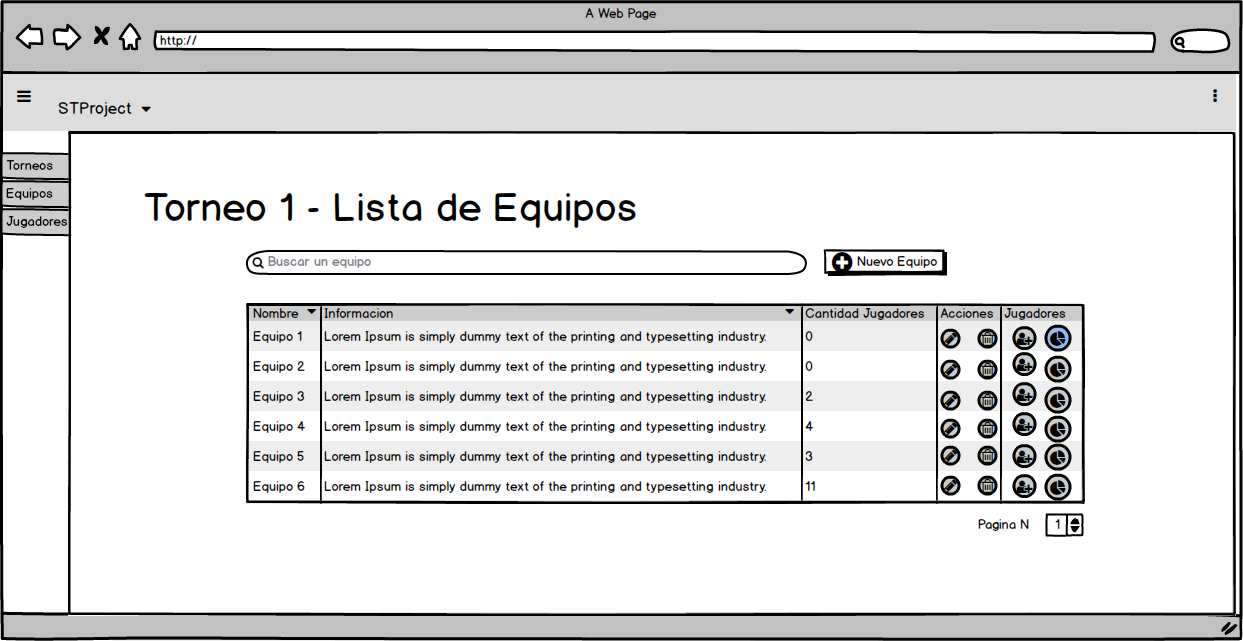 A Web Page
http://
STProject
Torneos
Equipos
Jugadores
Torneo 1 - Lista de Equipos
Buscar un equipo
Nuevo Equipo
Nombre Informacion Cantidad Jugadores Acciones Jugadores
Equipo 1 Lorem Ipsum is simply dummy text of the printing and typesetting industry. 0
Equipo 2 Lorem Ipsum is simply dummy text of the printing and typesetting industry. 0
Equipo 3 Lorem Ipsum is simply dummy text of the printing and typesetting industry. 2
Equipo 4 Lorem Ipsum is simply dummy text of the printing and typesetting industry. 4
Equipo 5 Lorem Ipsum is simply dummy text of the printing and typesetting industry. 3
Equipo 6 Lorem Ipsum is simply dummy text of the printing and typesetting industry. 11
Pagina N 1